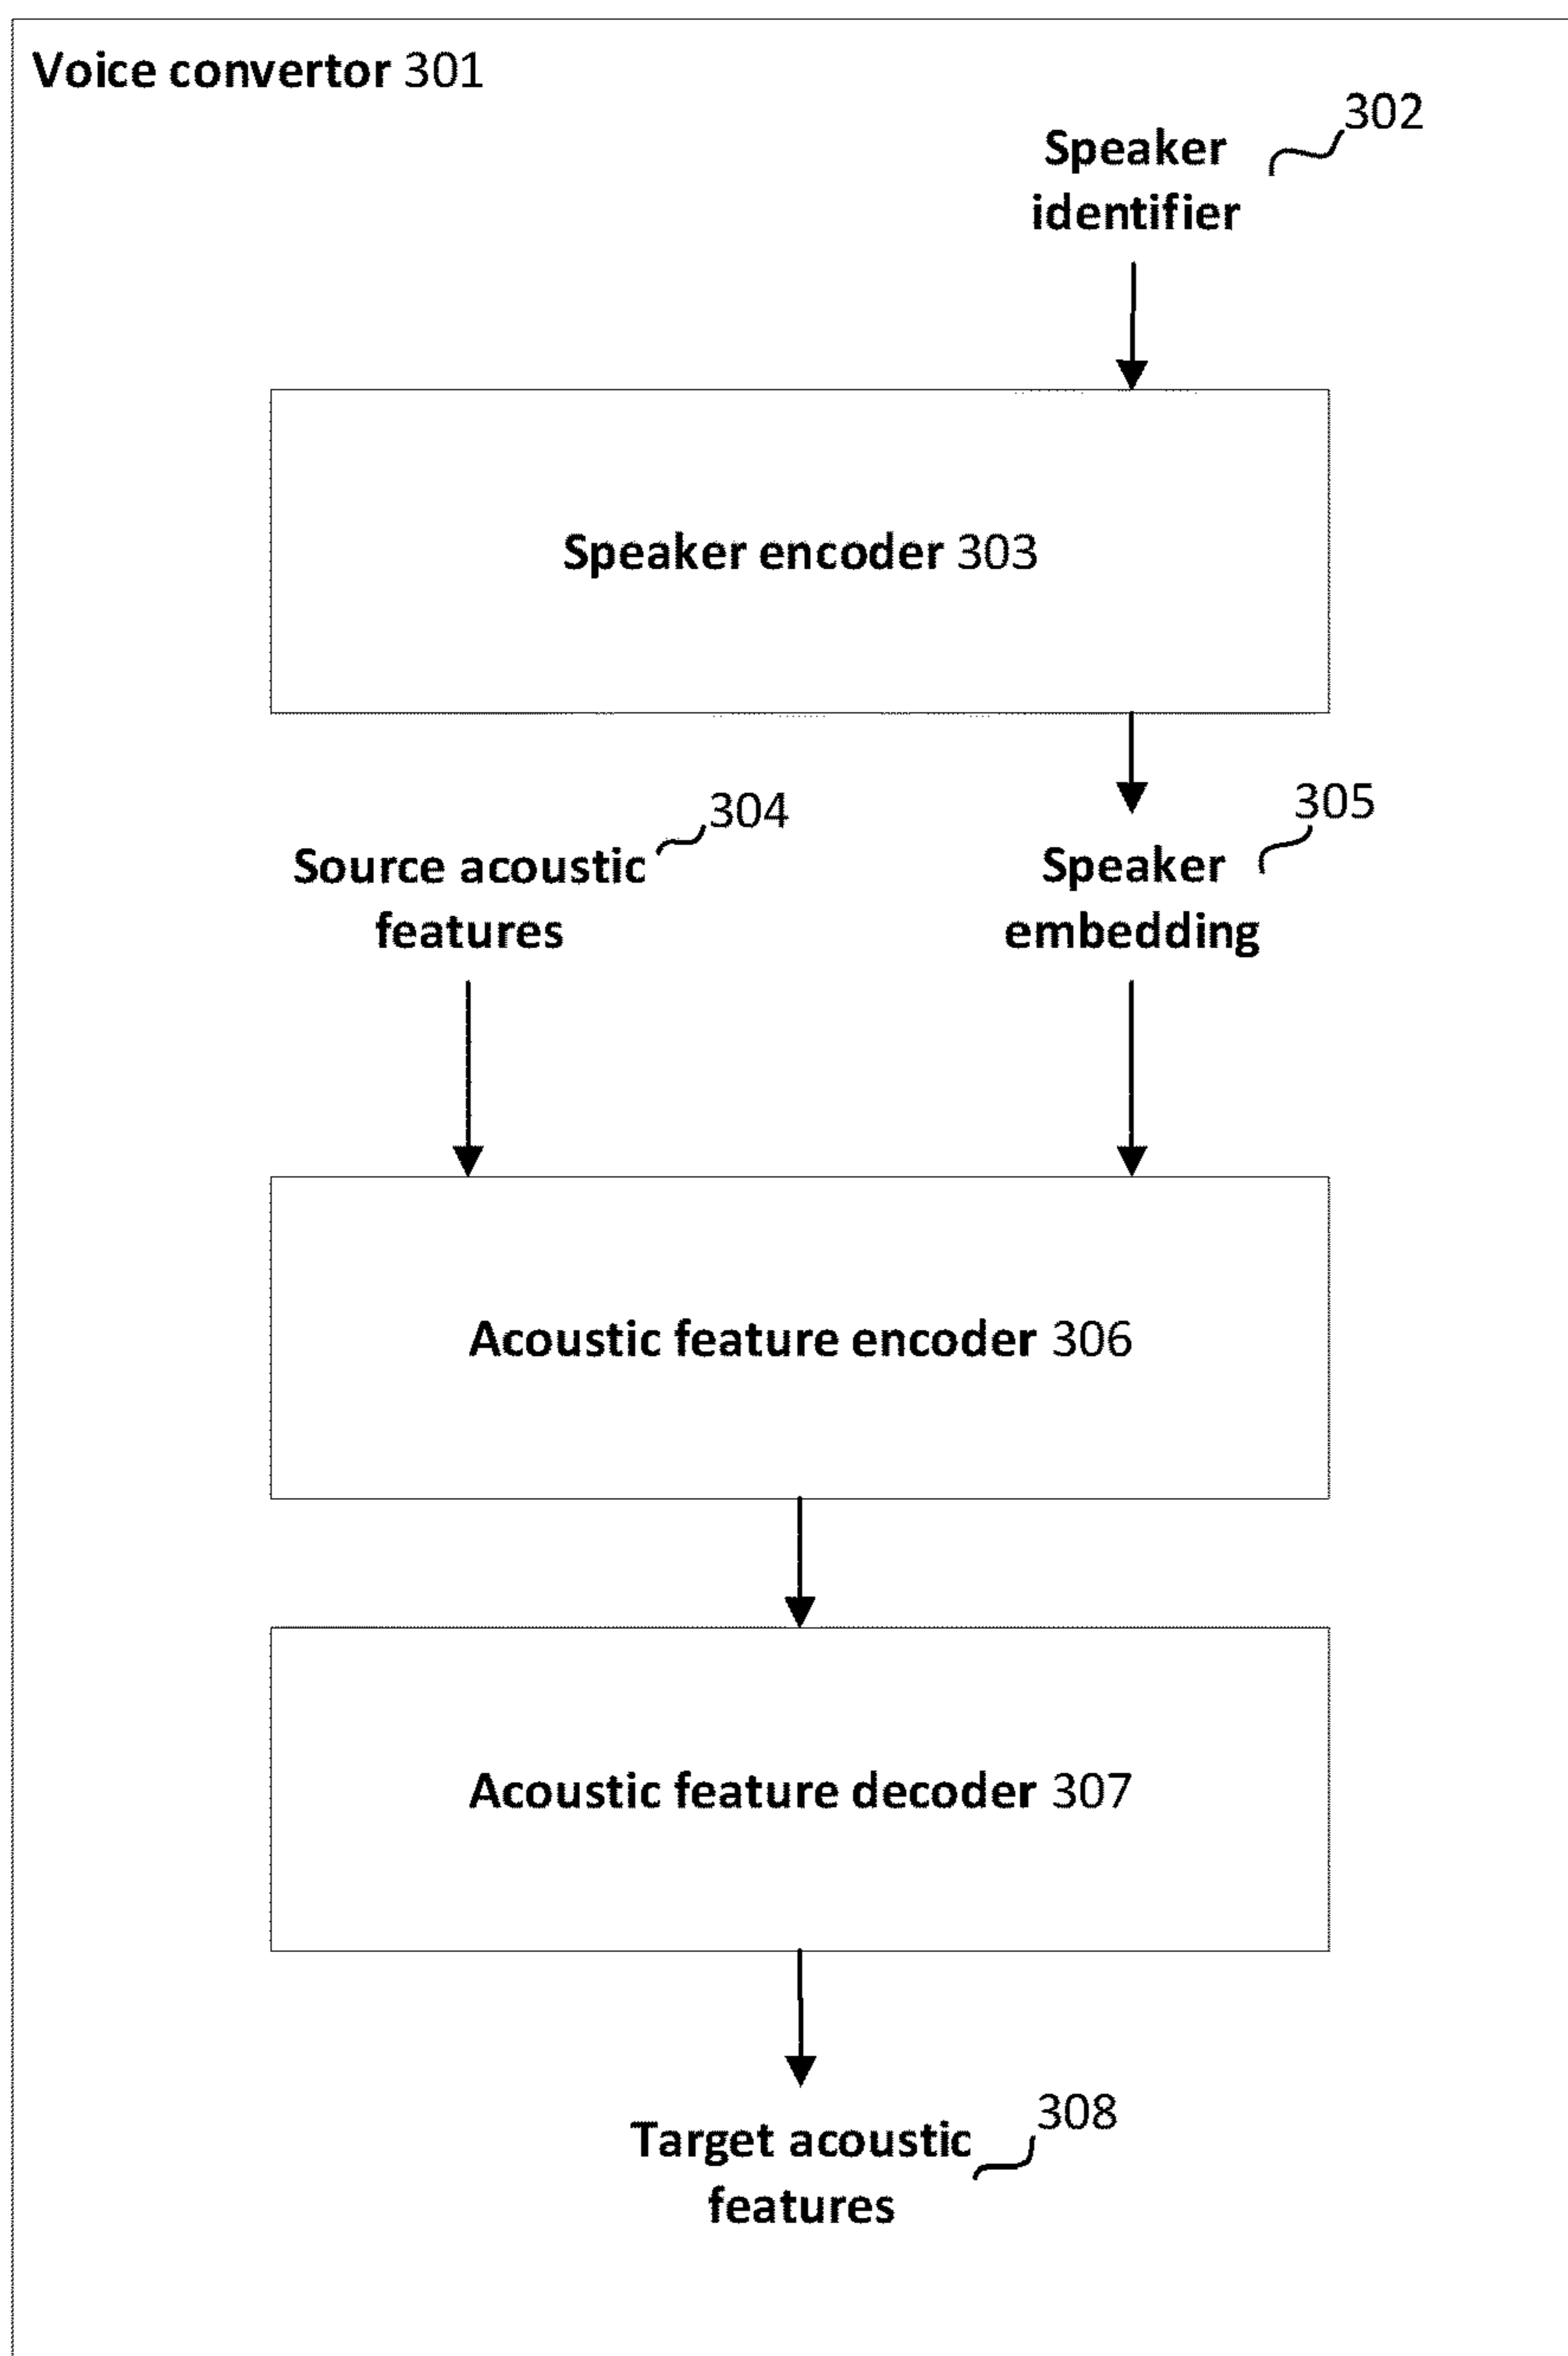 Voice convertor 301
302
Speaker
identifier
Speaker encoder 303
304
Source acoustic
features
305
Speaker
embedding
Acoustic feature encoder 306
Acoustic feature decoder 307
308
Target acoustic
features